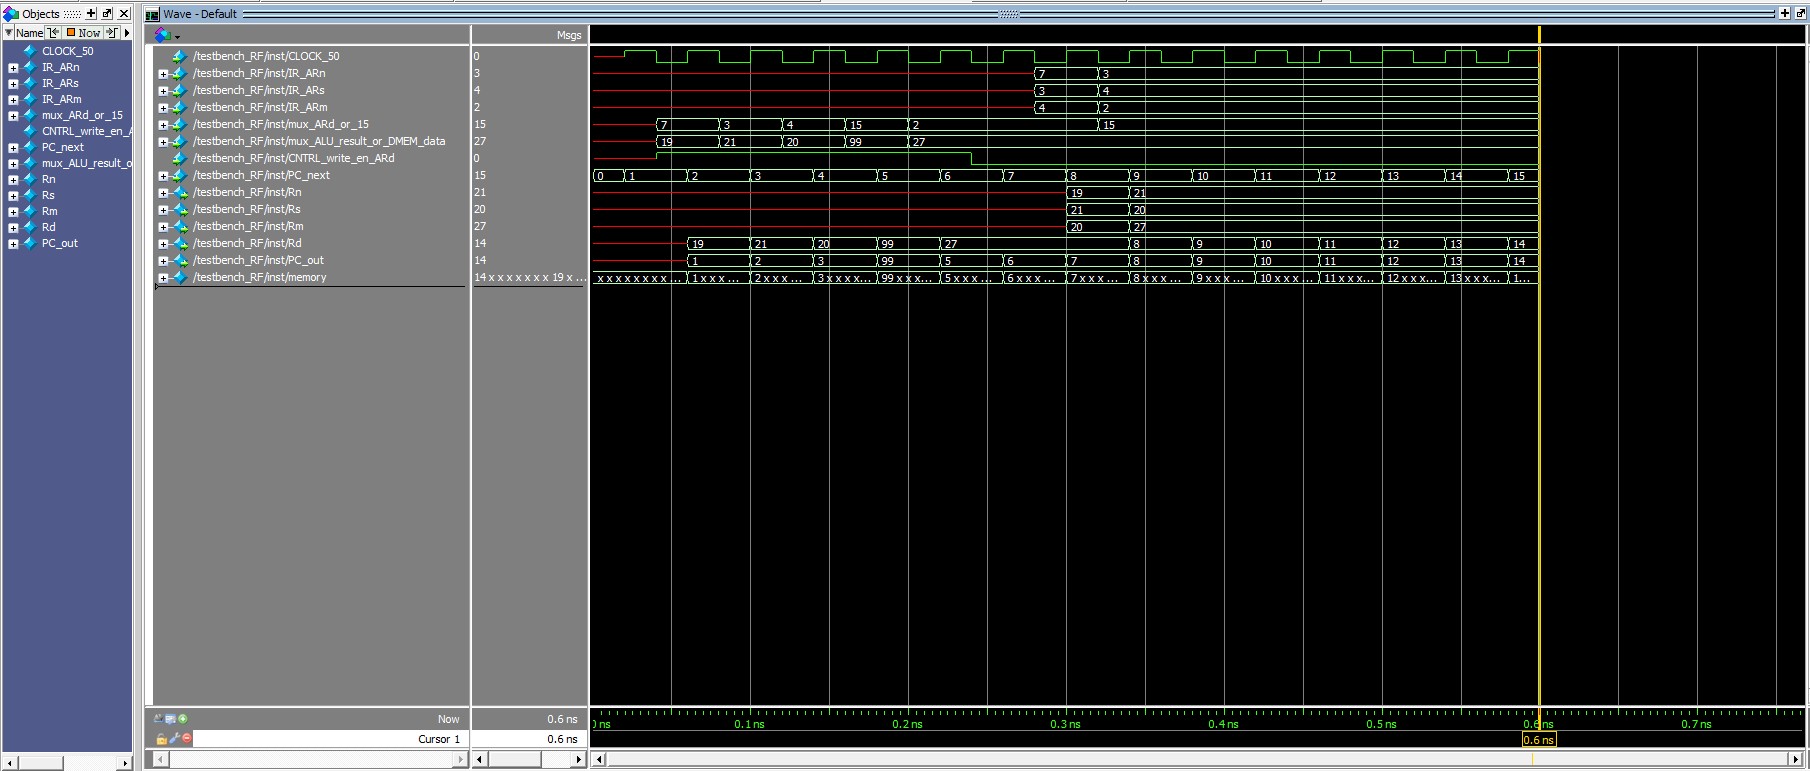 Objects
Name Now
CLOCK_50
IR_ARn
IR_ARs
IR_ARm
mux_ARd_or_15
CNTRL_write_en_A
PC_next
mux_ALU_result_o
Rn
Rs
Rm
Rd
PC_out
Wave - Default
Msgs
/testbench_RF/inst/CLOCK_50 0
/testbench_RF/inst/IR_ARn 3 7 3
/testbench_RF/inst/IR_ARs 4 3 4
/testbench_RF/inst/IR_ARm 2 4 2
/testbench_RF/inst/mux_ARd_or_15 15 7 3 4 15 2 15
/testbench_RF/inst/mux_ALU_result_or_DMEM_data 27 19 21 20 99 27
/testbench_RF/inst/CNTRL_write_en_ARd 0
/testbench_RF/inst/PC_next 15 0 1 2 3 4 5 6 7 8 9 10 11 12 13 14 15
/testbench_RF/inst/Rn 21 19 21
/testbench_RF/inst/Rs 20 21 20
/testbench_RF/inst/Rm 27 20 27
/testbench_RF/inst/Rd 14 19 21 20 99 27 8 9 10 11 12 13 14
/testbench_RF/inst/PC_out 14 1 2 3 99 5 6 7 8 9 10 11 12 13 14
/testbench_RF/inst/memory 14 x x x x x x x 19 x ... x x x x x x x x ... 1 x x x ... 2 x x x ... 3 x x x x... 99 x x x... 5 x x x ... 6 x x x ... 7 x x x ... 8 x x x ... 9 x x x ... 10 x x x ... 11 x x x... 12 x x x ... 13 x x x... 1...
Now 0.6 ns
ns 0.1 ns 0.2 ns 0.3 ns 0.4 ns 0.5 ns 0.6 ns 0.7 ns
Cursor 1 0.6 ns
0.6 ns